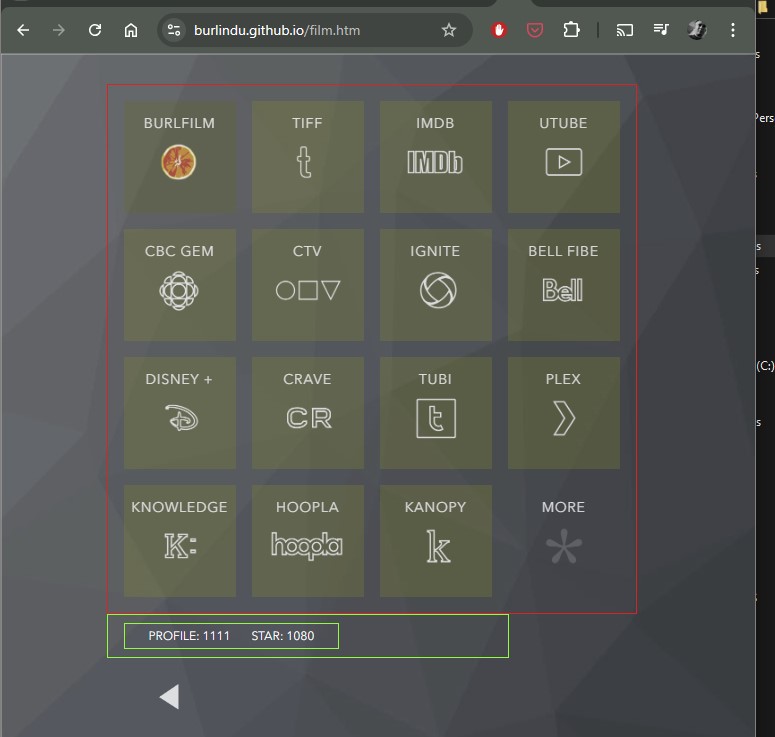 burlindu.github.io/film.htm
BURLFILM TIFF IMDB UTUBE
t IMDb
CBC GEM CTV IGNITE BELL FIBE
Bell
DISNEY + CRAVE TUBI PLEX
D CR t
KNOWLEDGE HOOPLA KANOPY MORE
K: hoopla k *
PROFILE: 1111 STAR: 1080
s
Pers
s
s
(C:)
s